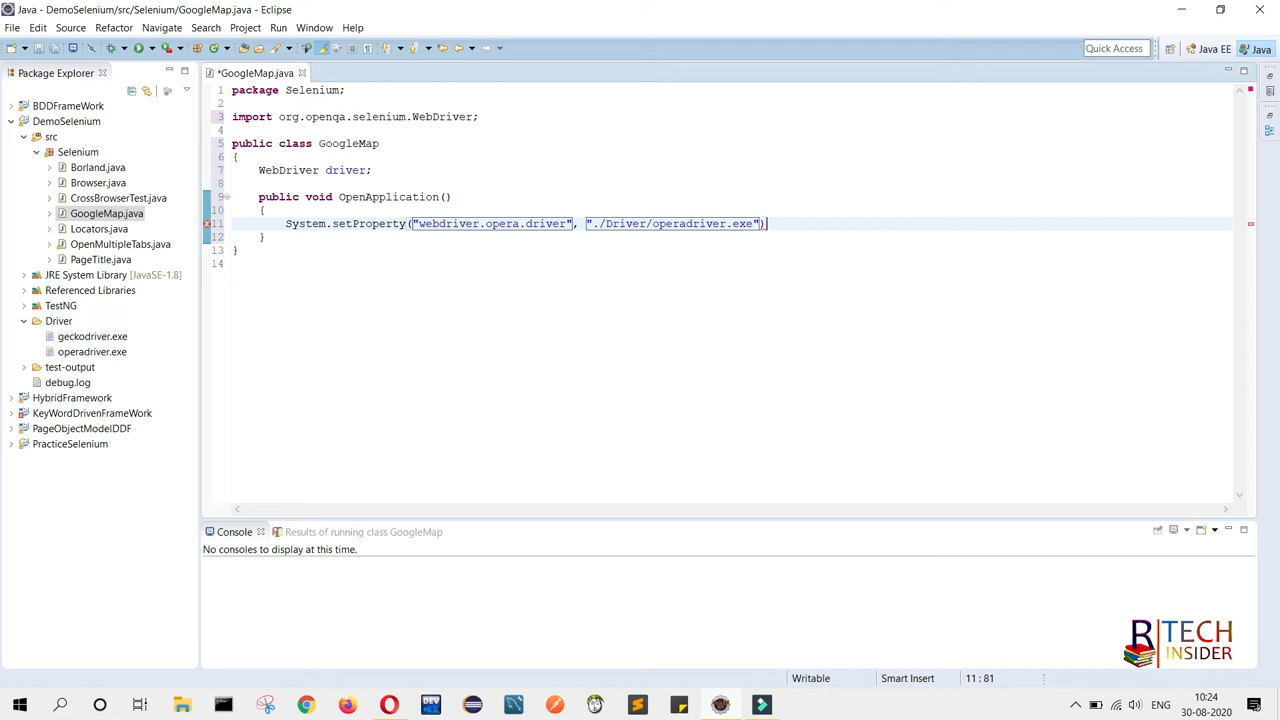 Java - DemoSelenium/src/Selenium/GoogleMap.java - Eclipse
File Edit Source Refactor Navigate Search Project Run Window Help
Quick Access
Java EE
Java
Package Explorer
*GoogleMap.java
BDDFrameWork
DemoSelenium
src
Selenium
Borland.java
Browser.java
CrossBrowserTest.java
GoogleMap.java
Locators.java
OpenMultipleTabs.java
PageTitle.java
JRE System Library [JavaSE-1.8]
Referenced Libraries
TestNG
Driver
geckodriver.exe
operadriver.exe
test-output
debug.log
HybridFramework
KeyWordDrivenFrameWork
PageObjectModelDDF
PracticeSelenium
1 package Selenium;
2
3 import org.openqa.selenium.WebDriver;
4
5 public class GoogleMap
6 {
7 WebDriver driver;
8
9 public void OpenApplication()
10 {
11 System.setProperty("webdriver.opera.driver", "./Driver/operadriver.exe")
12 }
13 }
14
Console
Results of running class GoogleMap
No consoles to display at this time.
RTECH
INSIDER
Writable
Smart Insert
11 : 81
DEV
ENG
10:24
30-08-2020